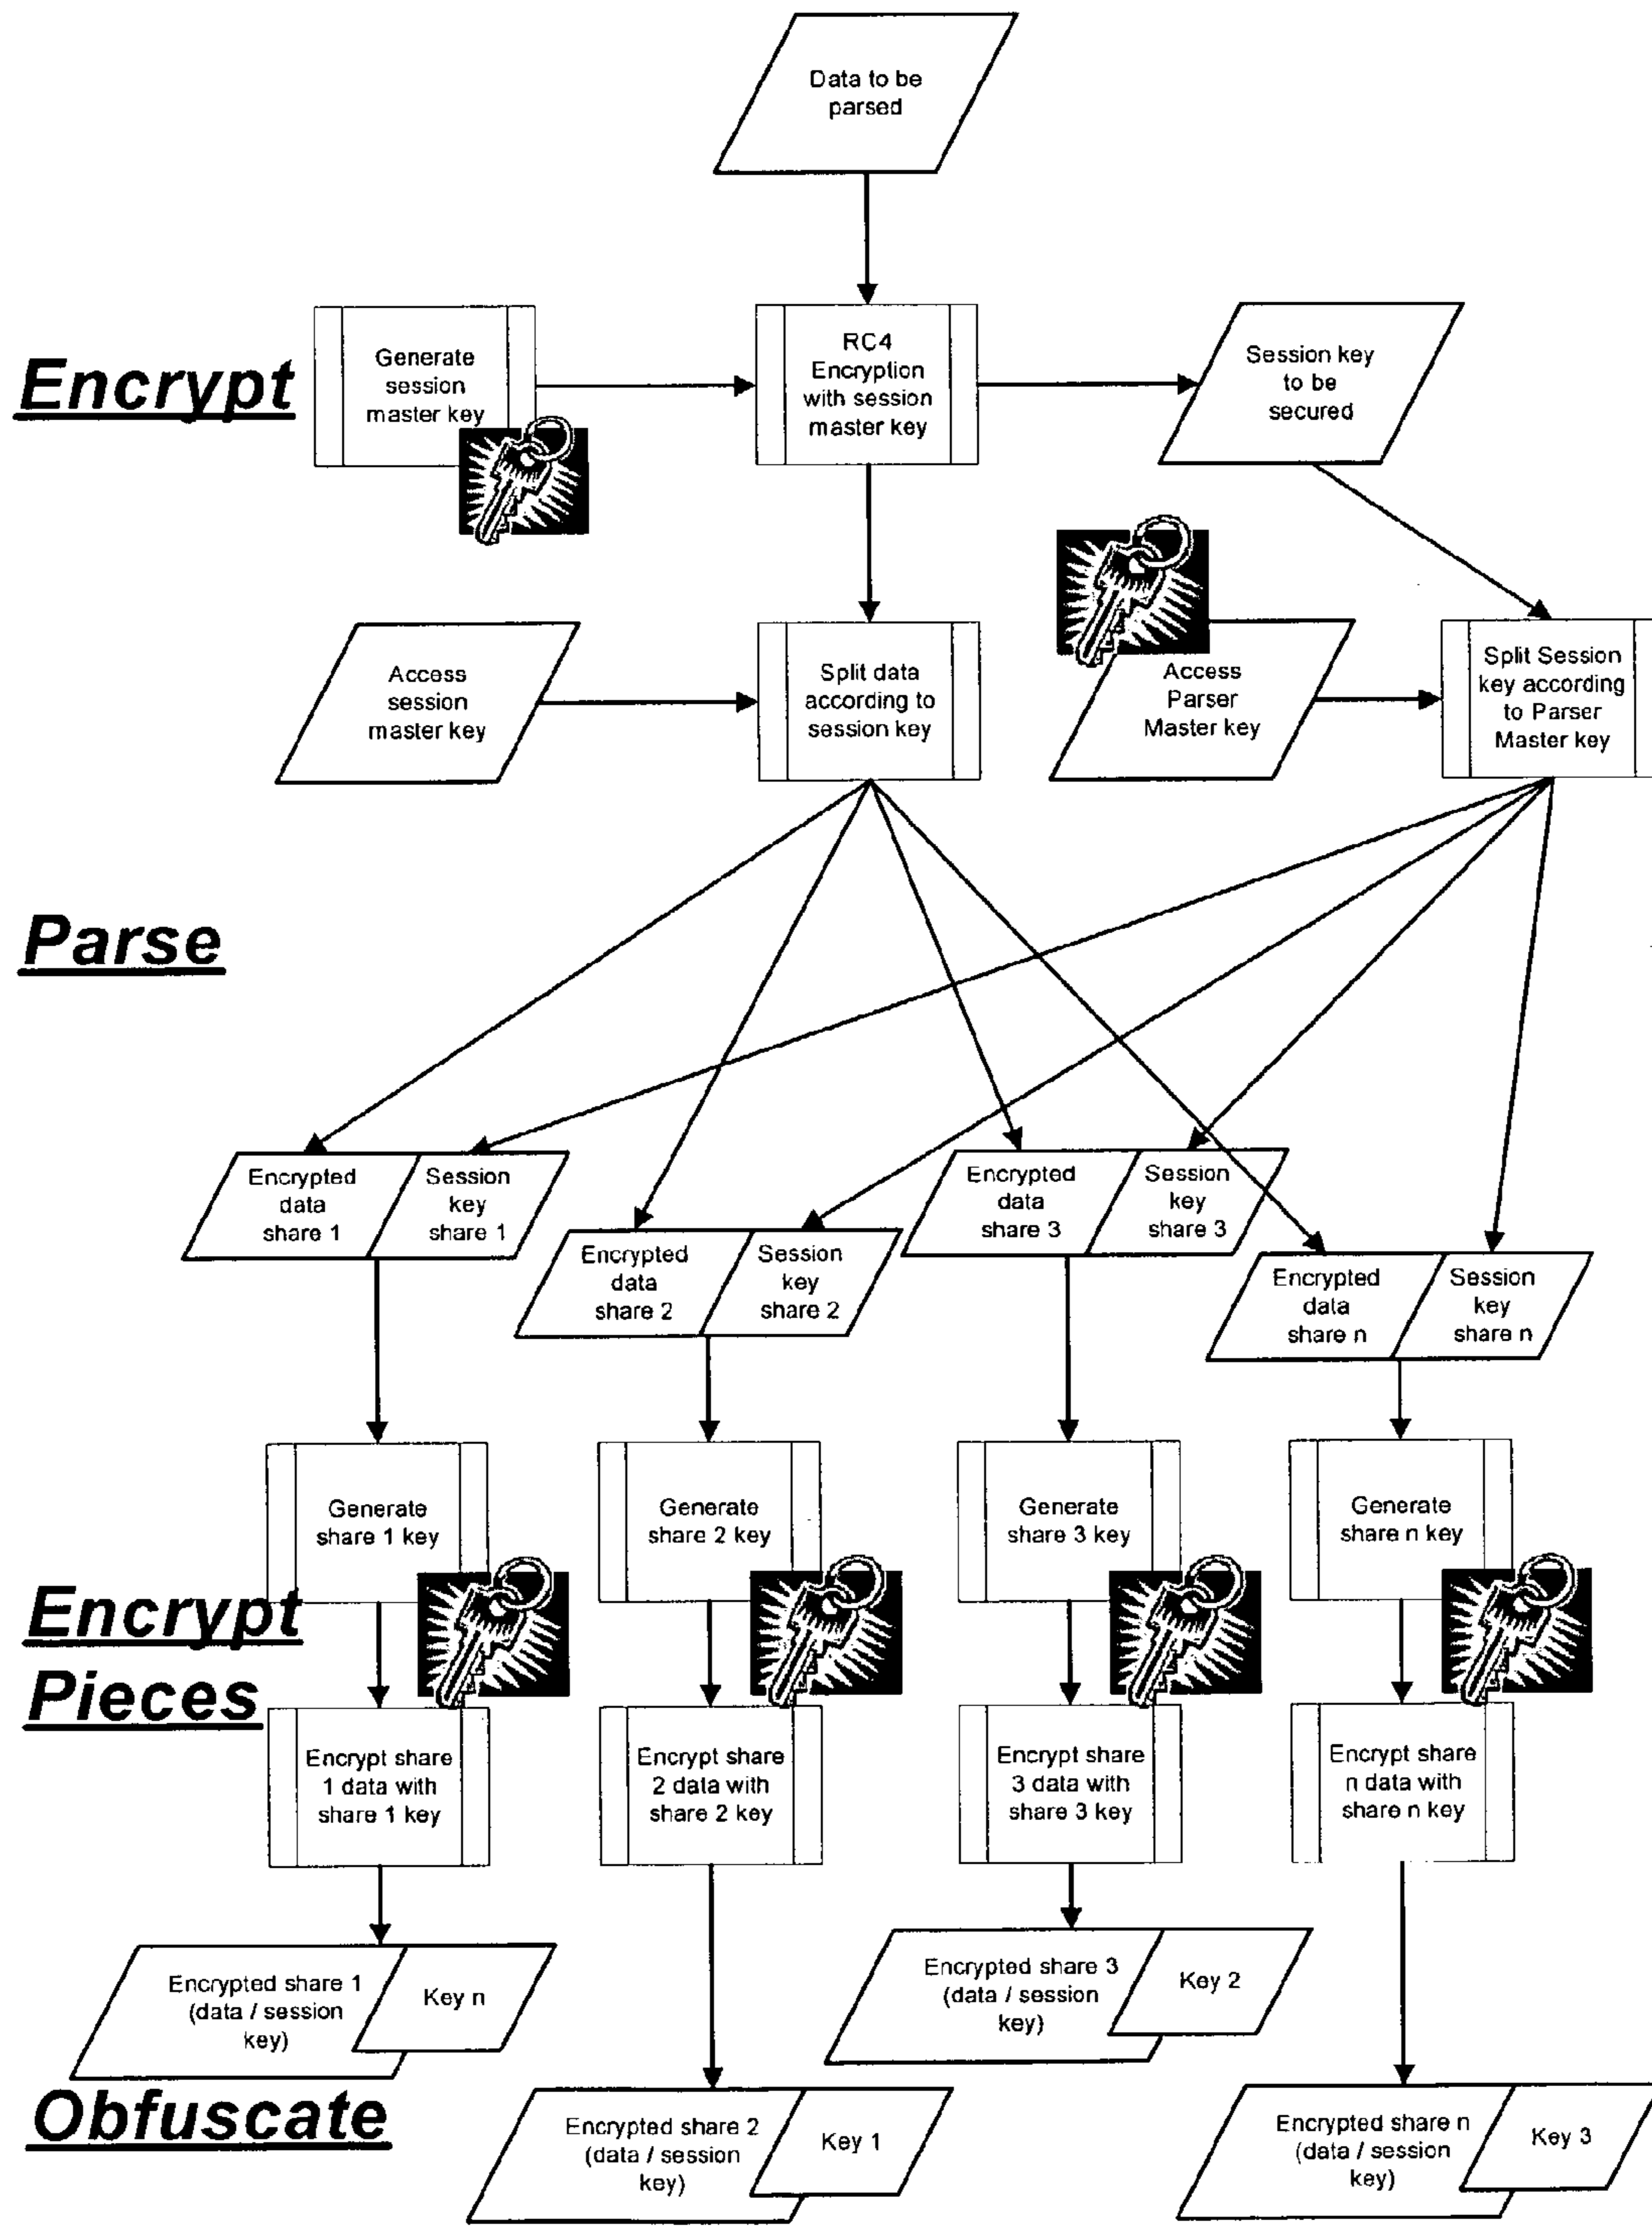 Data to be
parsed
Encrypt
Generate
session
master key
RC4
Encryption
with session
master key
Session key
to be
secured
Access
session
master key
Split data
according to
session key
Access
Parser
Master key
Split Session
key according
to Parser
Master key
Parse
Encrypted
data
share 1
Session
key
share 1
Encrypted
data
share 2
Session
key
share 2
Encrypted
data
share 3
Session
key
share 3
Encrypted
data
share n
Session
key
share n
Generate
share 1 key
Generate
share 2 key
Generate
share 3 key
Generate
share n key
Encrypt
Pieces
Encrypt share
1 data with
share 1 key
Encrypt share
2 data with
share 2 key
Encrypt share
3 data with
share 3 key
Encrypt share
n data with
share n key
Encrypted share 1
(data / session
key)
Key n
Encrypted share 3
(data / session
key)
Key 2
Obfuscate
Encrypted share 2
(data / session
key)
Key 1
Encrypted share n
(data / session
key)
Key 3